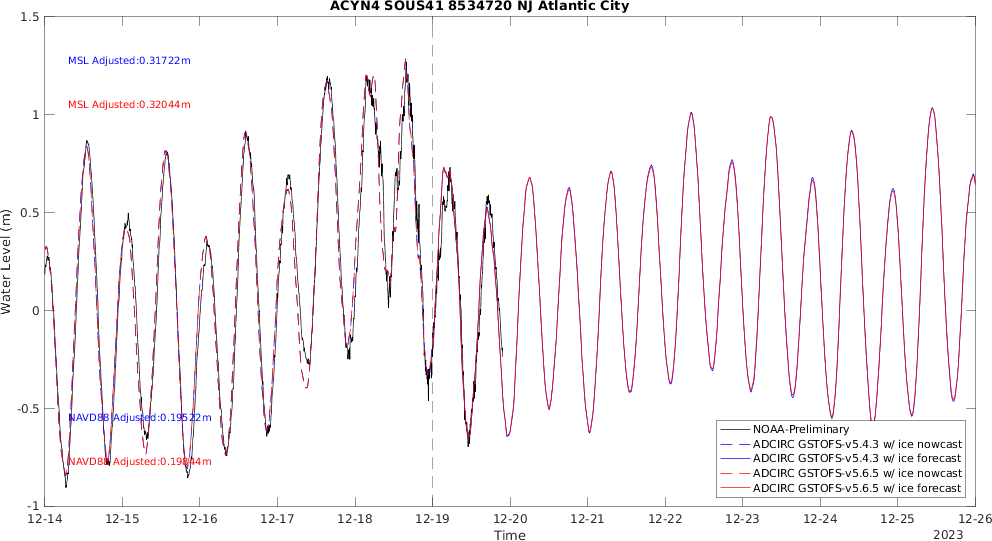 ACYN4 SOUS41 8534720 NJ Atlantic City
1.5
1
0.5
0
-0.5
-1
Water Level (m)
MSL Adjusted:0.31722m
MSL Adjusted:0.32044m
NAVD88 Adjusted:0.19522m
NAVD88 Adjusted:0.19844m
NOAA-Preliminary
ADCIRC GSTOFS-v5.4.3 w/ ice nowcast
ADCIRC GSTOFS-v5.4.3 w/ ice forecast
ADCIRC GSTOFS-v5.6.5 w/ ice nowcast
ADCIRC GSTOFS-v5.6.5 w/ ice forecast
12-14 12-15 12-16 12-17 12-18 12-19 12-20 12-21 12-22 12-23 12-24 12-25 12-26
Time
2023